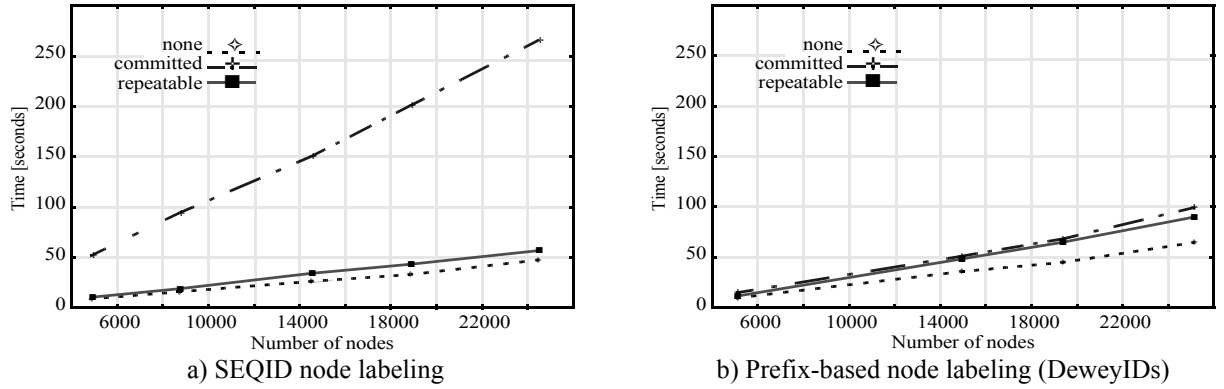 250
200
150
100
50
0
Time [seconds]
none
committed
repeatable
6000 10000 14000 18000 22000
Number of nodes
a) SEQID node labeling
250
200
150
100
50
0
Time [seconds]
none
committed
repeatable
6000 10000 14000 18000 22000
Number of nodes
b) Prefix-based node labeling (DeweyIDs)